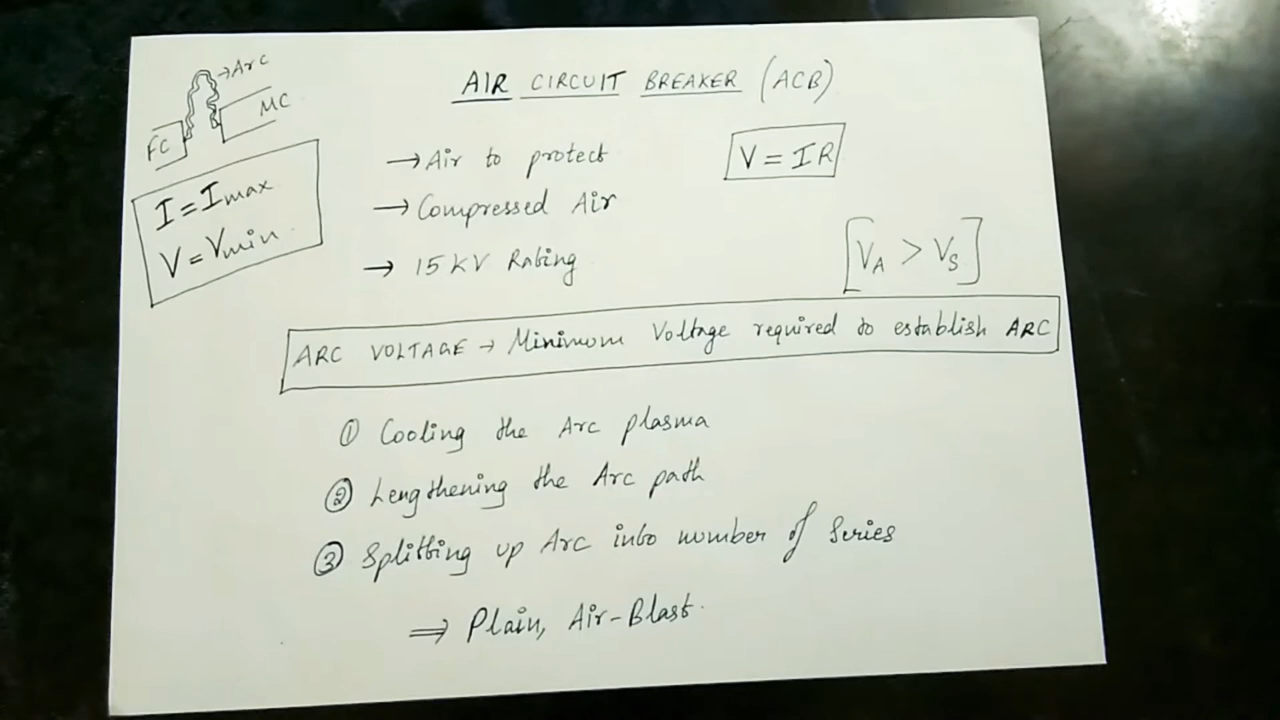 AIR CIRCUIT BREAKER (ACB)
→Arc
MC
FC
I = Imax
V = Vmin
→ Air to protect
→ Compressed Air
→ 15 KV Rating
V = IR
[VA > VS]
ARC VOLTAGE → Minimum Voltage required to establish ARC
① Cooling the Arc plasma
② Lengthening the Arc path
③ Splitting up Arc into number of Series
⇒ Plain, Air-Blast.